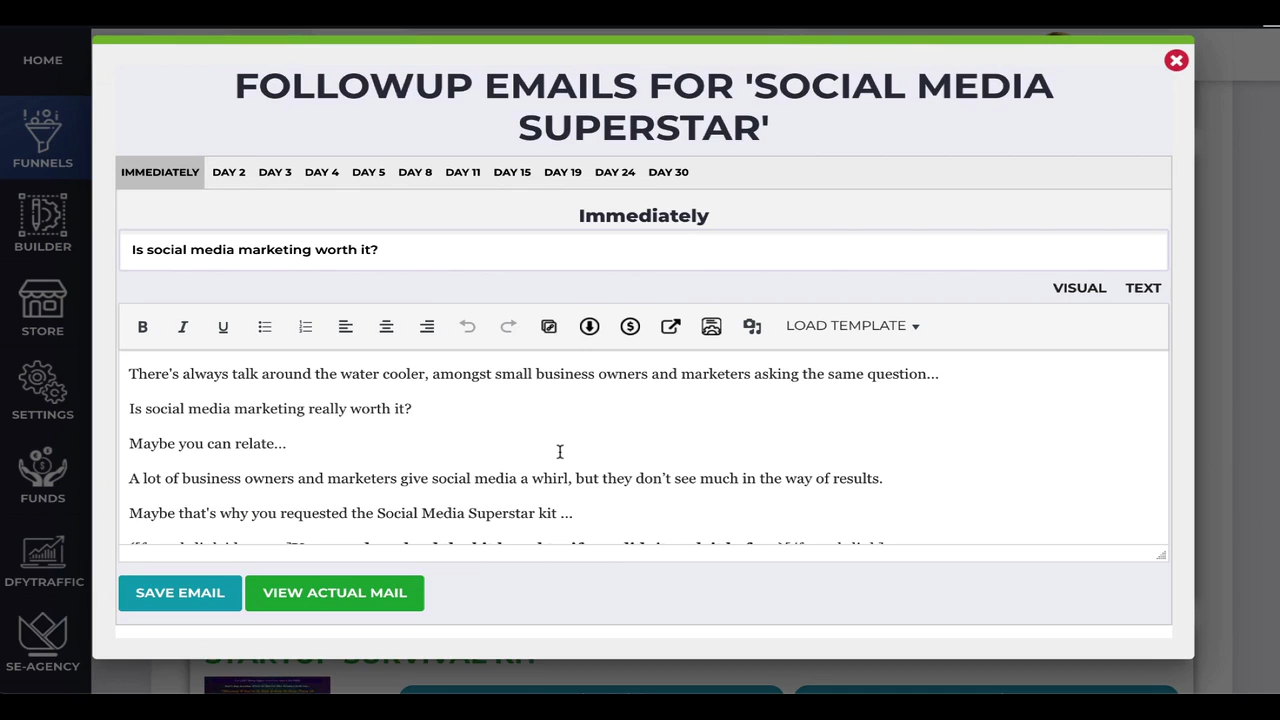 HOME
FUNNELS
BUILDER
STORE
SETTINGS
FUNDS
DFYTRAFFIC
SE-AGENCY
FOLLOWUP EMAILS FOR 'SOCIAL MEDIA
SUPERSTAR'
IMMEDIATELY DAY 2 DAY 3 DAY 4 DAY 5 DAY 8 DAY 11 DAY 15 DAY 19 DAY 24 DAY 30
Immediately
Is social media marketing worth it?
VISUAL TEXT
B I U LOAD TEMPLATE
There's always talk around the water cooler, amongst small business owners and marketers asking the same question...
Is social media marketing really worth it?
Maybe you can relate...
A lot of business owners and marketers give social media a whirl, but they don’t see much in the way of results.
Maybe that's why you requested the Social Media Superstar kit ...
SAVE EMAIL VIEW ACTUAL MAIL